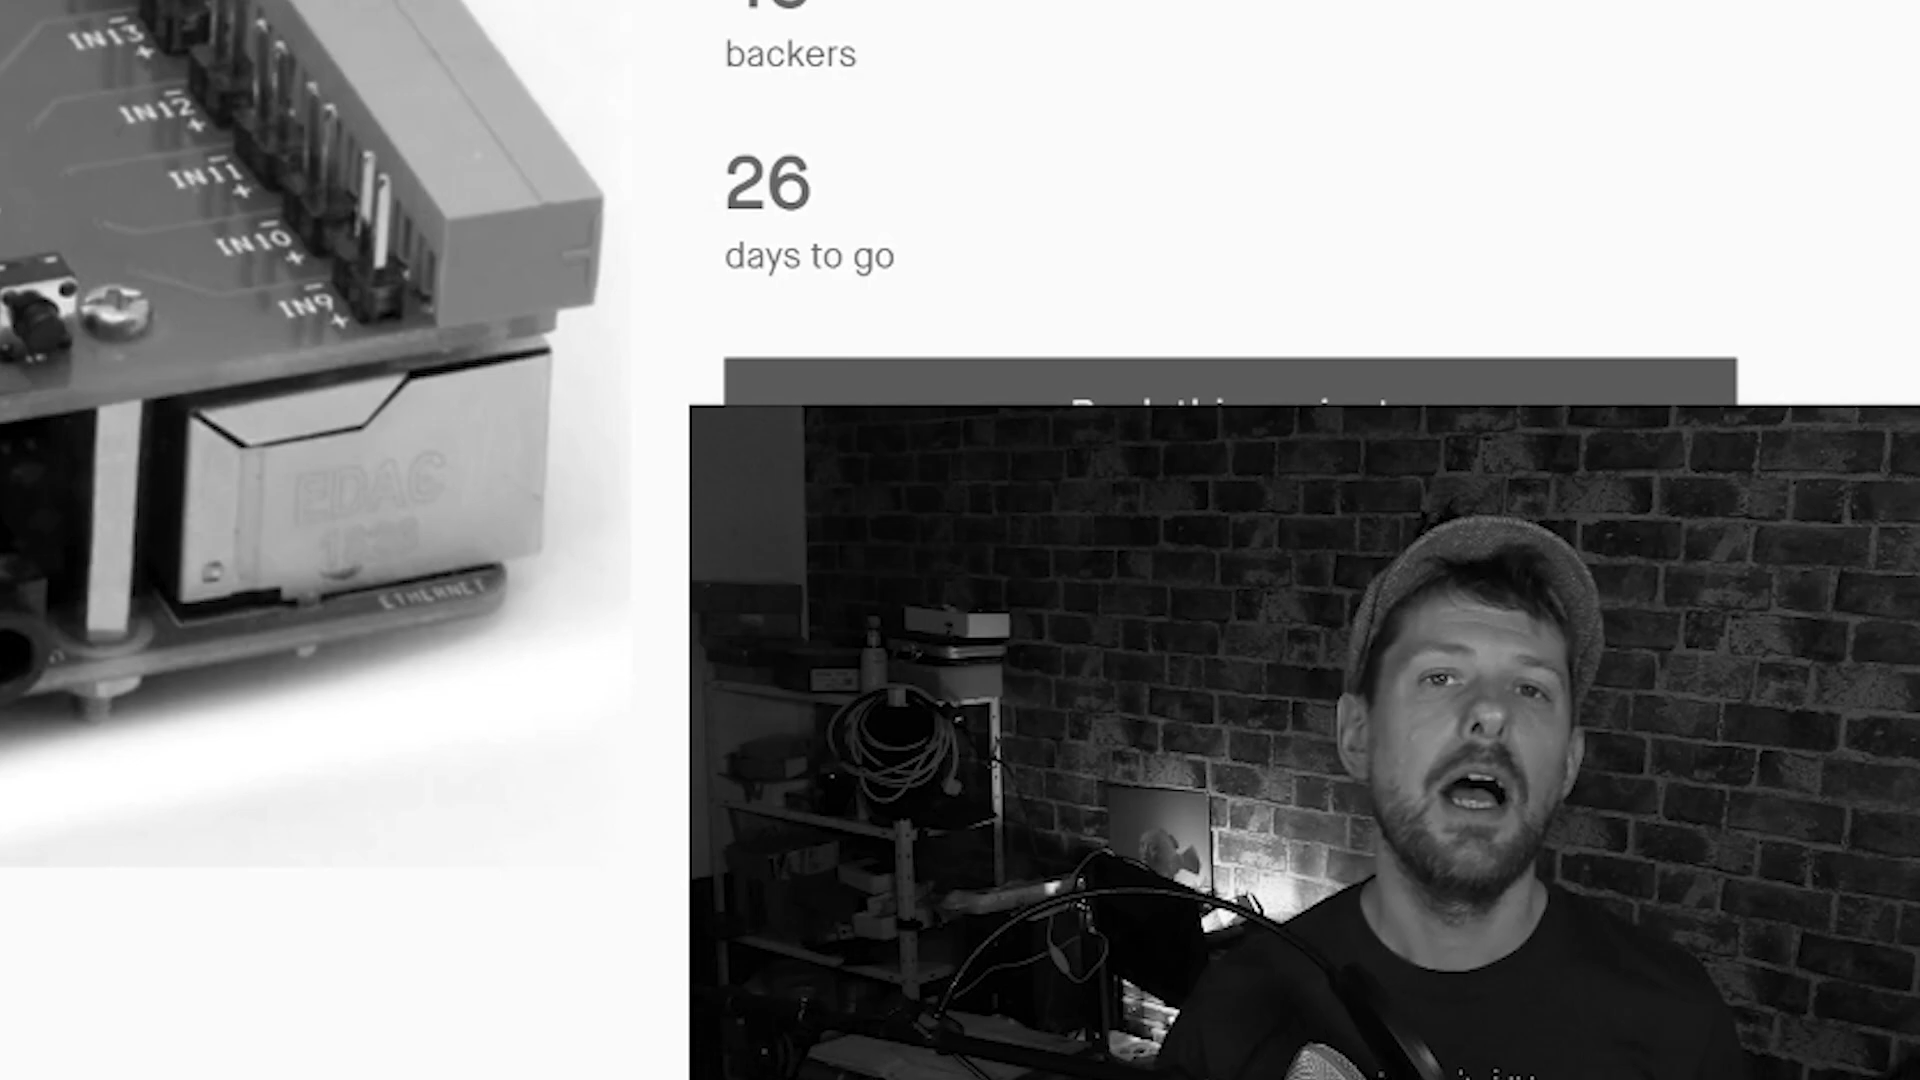 IN13
IN12
IN11
IN10
IN9
EDAC
ETHERNET
backers
26
days to go